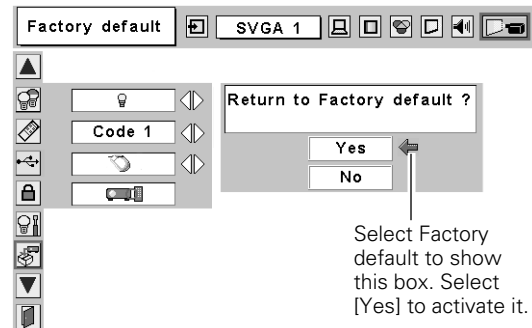 Factory default
SVGA 1
Code 1
Return to Factory default ?
Yes
No
Select Factory
default to show
this box. Select
[Yes] to activate it.